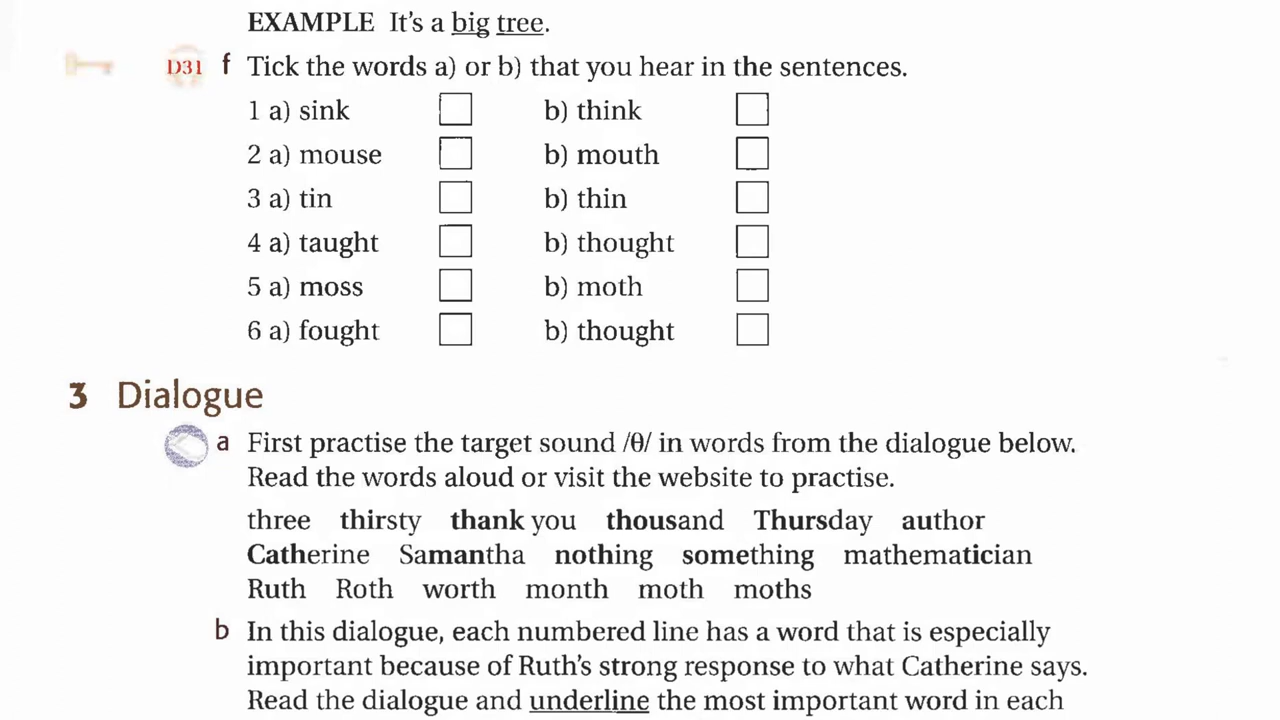 EXAMPLE It's a big tree.
D31 f Tick the words a) or b) that you hear in the sentences.
1 a) sink b) think
2 a) mouse b) mouth
3 a) tin b) thin
4 a) taught b) thought
5 a) moss b) moth
6 a) fought b) thought
3 Dialogue
a First practise the target sound /θ/ in words from the dialogue below.
Read the words aloud or visit the website to practise.
three thirsty thank you thousand Thursday author
Catherine Samantha nothing something mathematician
Ruth Roth worth month moth moths
b In this dialogue, each numbered line has a word that is especially
important because of Ruth's strong response to what Catherine says.
Read the dialogue and underline the most important word in each